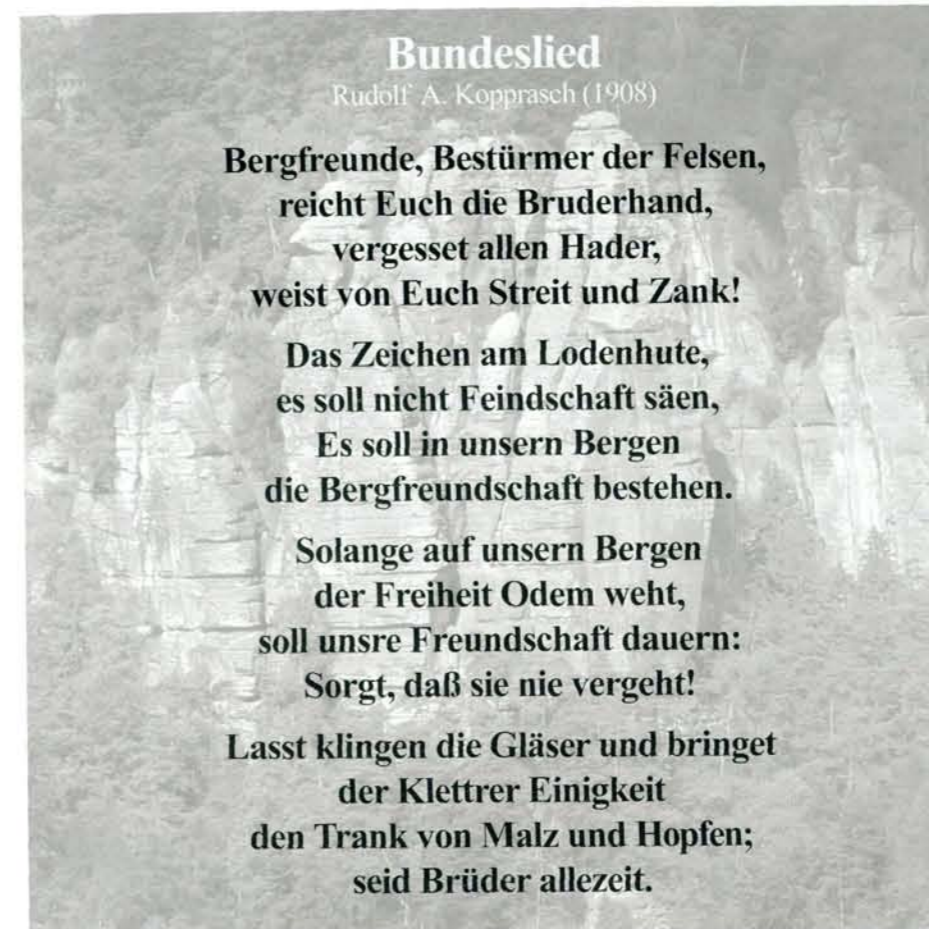 Bundeslied
Rudolf A. Kopprasch (1908)
Bergfreunde, Bestürmer der Felsen,
reicht Euch die Bruderhand,
vergesset allen Hader,
weist von Euch Streit und Zank!
Das Zeichen am Lodenhute,
es soll nicht Feindschaft säen,
Es soll in unsern Bergen
die Bergfreundschaft bestehen.
Solange auf unsern Bergen
der Freiheit Odem weht,
soll unsre Freundschaft dauern:
Sorgt, daß sie nie vergeht!
Lasst klingen die Gläser und bringet
der Klettrer Einigkeit
den Trank von Malz und Hopfen;
seid Brüder allezeit.